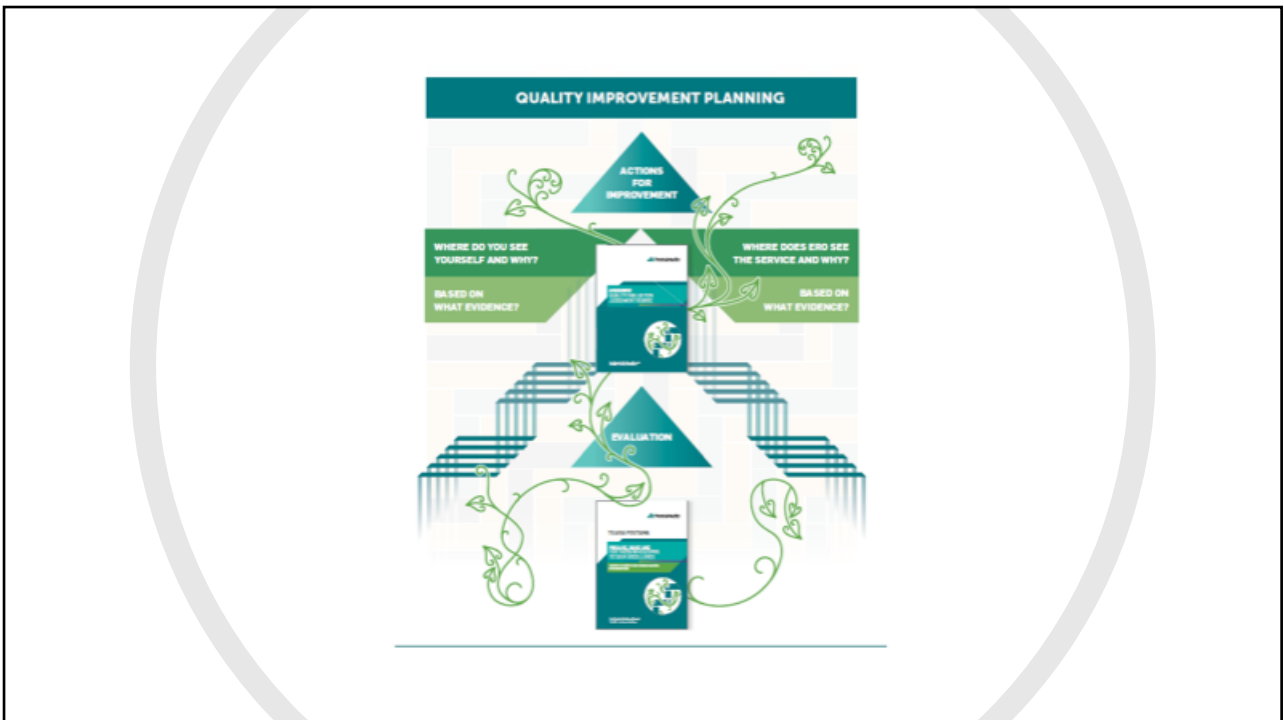 QUALITY IMPROVEMENT PLANNING
ACTIONS
FOR
IMPROVEMENT
WHERE DO YOU SEE
YOURSELF AND WHY?
WHERE DOES ERO SEE
THE SERVICE AND WHY?
BASED ON
WHAT EVIDENCE?
BASED ON
WHAT EVIDENCE?
EVALUATION